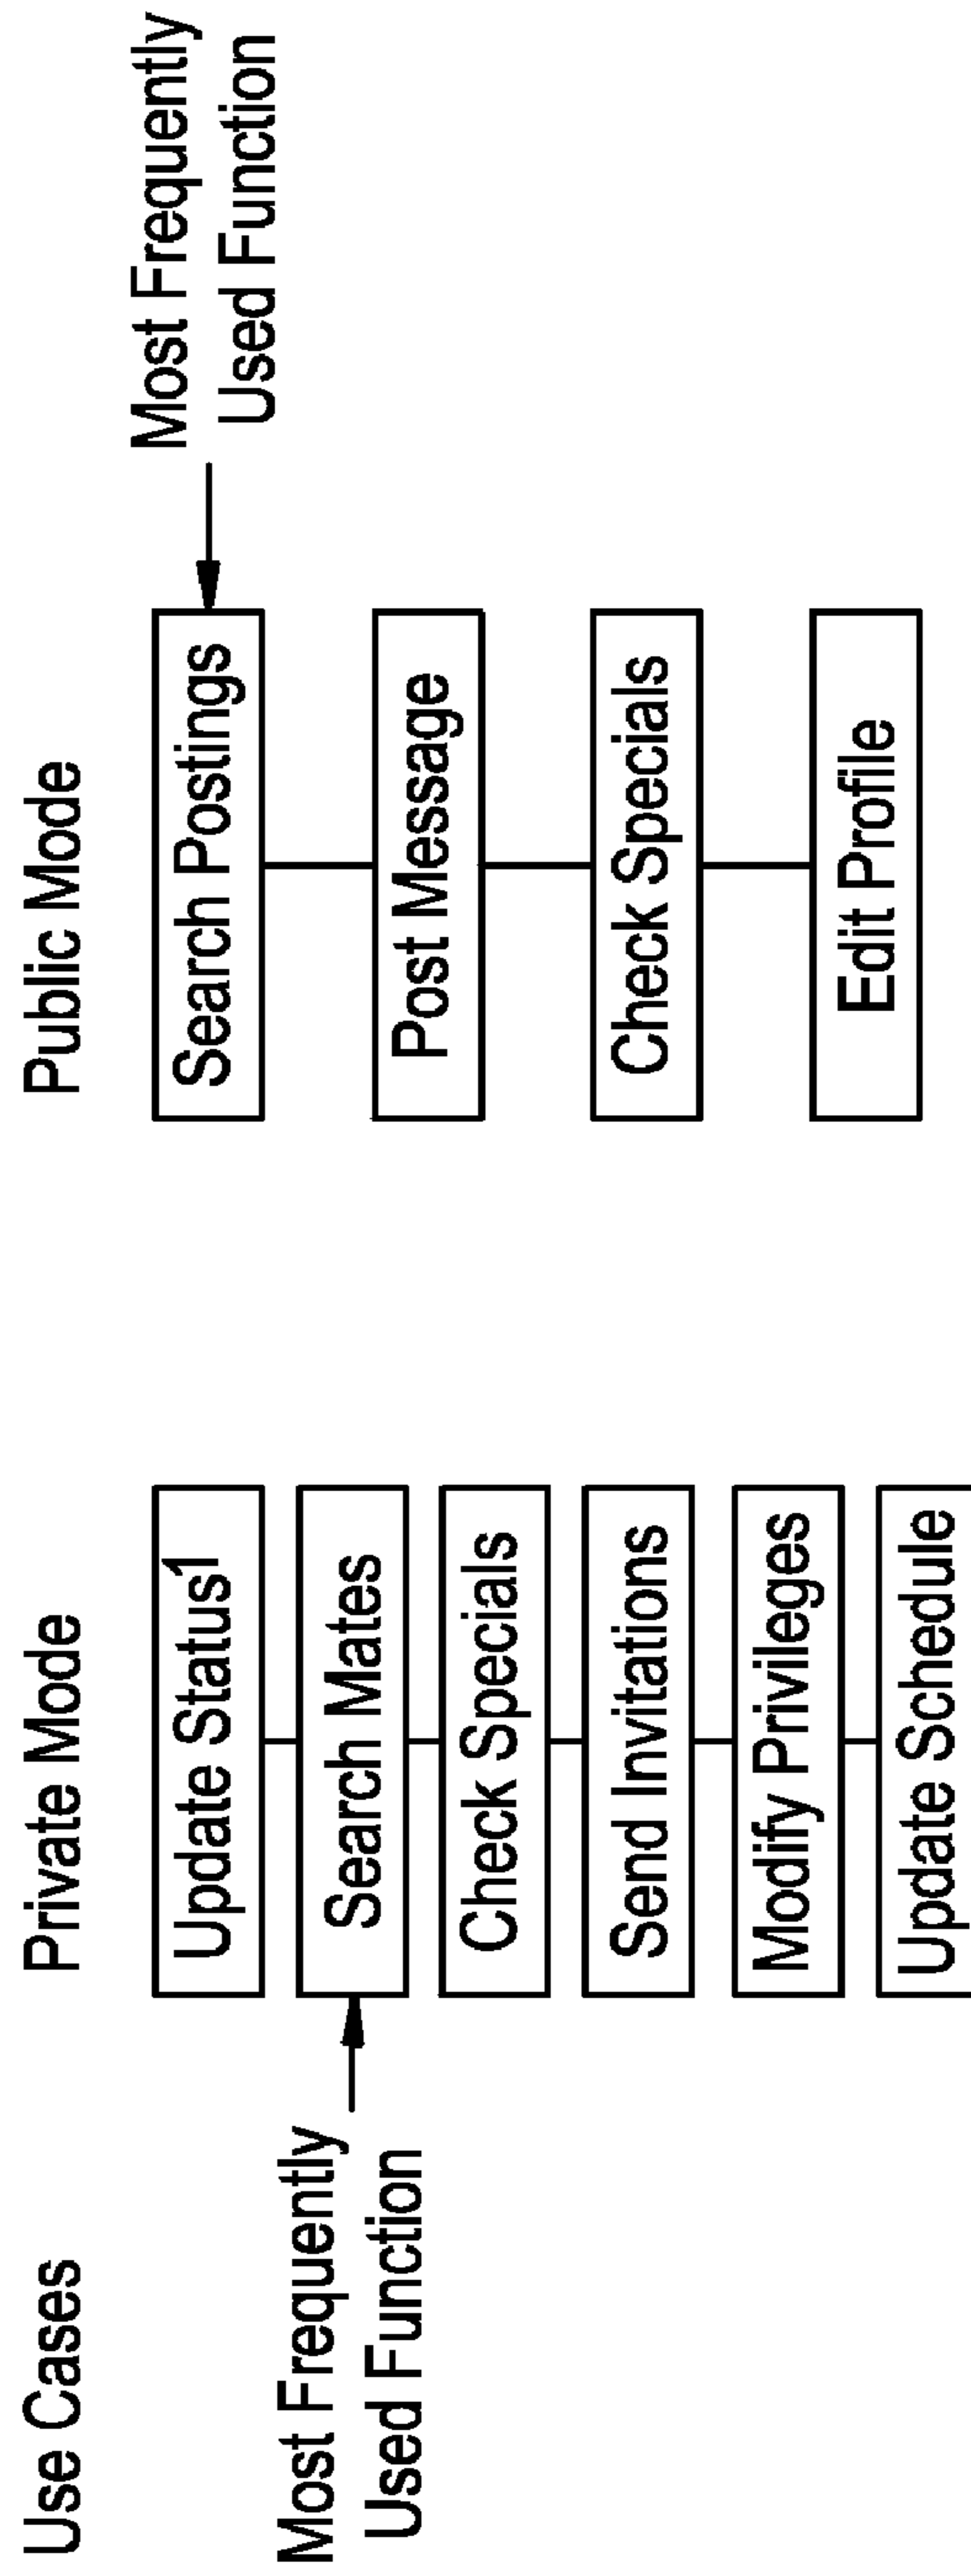 Use Cases
Private Mode
Public Mode
Update Status1
Search Mates
Check Specials
Send Invitations
Modify Privileges
Update Schedule
Most Frequently
Used Function
Search Postings
Post Message
Check Specials
Edit Profile
Most Frequently
Used Function